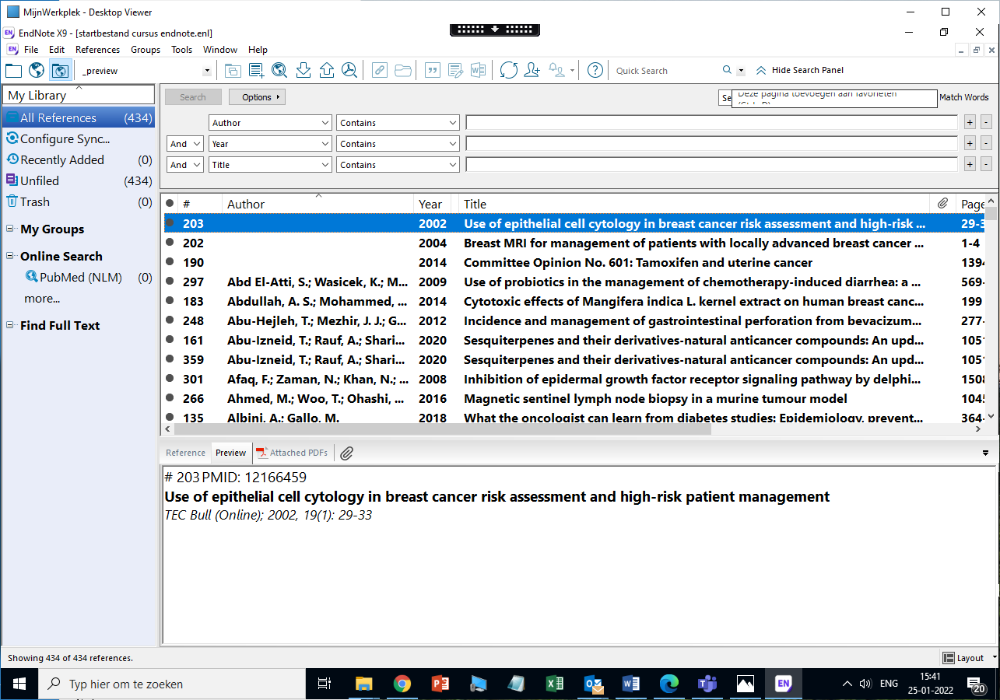 MijnWerkplek - Desktop Viewer
EndNote X9 - [startbestand cursus endnote.enl]
File Edit References Groups Tools Window Help
_preview
Quick Search
Hide Search Panel
My Library
All References (434)
Configure Sync...
Recently Added (0)
Unfiled (434)
Trash (0)
My Groups
Online Search
PubMed (NLM) (0)
more...
Find Full Text
Search Options
Se
Deze pagina toevoegen aan favorieten
Match Words
Author Contains + -
And Year Contains + -
And Title Contains + -
# Author Year Title Page
203 2002 Use of epithelial cell cytology in breast cancer risk assessment and high-risk ... 29-3
202 2004 Breast MRI for management of patients with locally advanced breast cancer ... 1-4
190 2014 Committee Opinion No. 601: Tamoxifen and uterine cancer 1394
297 Abd El-Atti, S.; Wasicek, K.; M... 2009 Use of probiotics in the management of chemotherapy-induced diarrhea: a ... 569-
183 Abdullah, A. S.; Mohammed, ... 2014 Cytotoxic effects of Mangifera indica L. kernel extract on human breast canc... 199
248 Abu-Hejleh, T.; Mezhir, J. J.; G... 2012 Incidence and management of gastrointestinal perforation from bevacizum... 277-
161 Abu-Izneid, T.; Rauf, A.; Shari... 2020 Sesquiterpenes and their derivatives-natural anticancer compounds: An upd... 1051
359 Abu-Izneid, T.; Rauf, A.; Shari... 2020 Sesquiterpenes and their derivatives-natural anticancer compounds: An upd... 1051
301 Afaq, F.; Zaman, N.; Khan, N.; ... 2008 Inhibition of epidermal growth factor receptor signaling pathway by delphi... 1508
266 Ahmed, M.; Woo, T.; Ohashi, ... 2016 Magnetic sentinel lymph node biopsy in a murine tumour model 1045
135 Albini, A.; Gallo, M. 2018 What the oncologist can learn from diabetes studies: Epidemiology, prevent... 364-
Reference Preview Attached PDFs
# 203 PMID: 12166459
Use of epithelial cell cytology in breast cancer risk assessment and high-risk patient management
TEC Bull (Online); 2002, 19(1): 29-33
Showing 434 of 434 references.
Layout
Typ hier om te zoeken
EN
ENG
15:41
25-01-2022
20